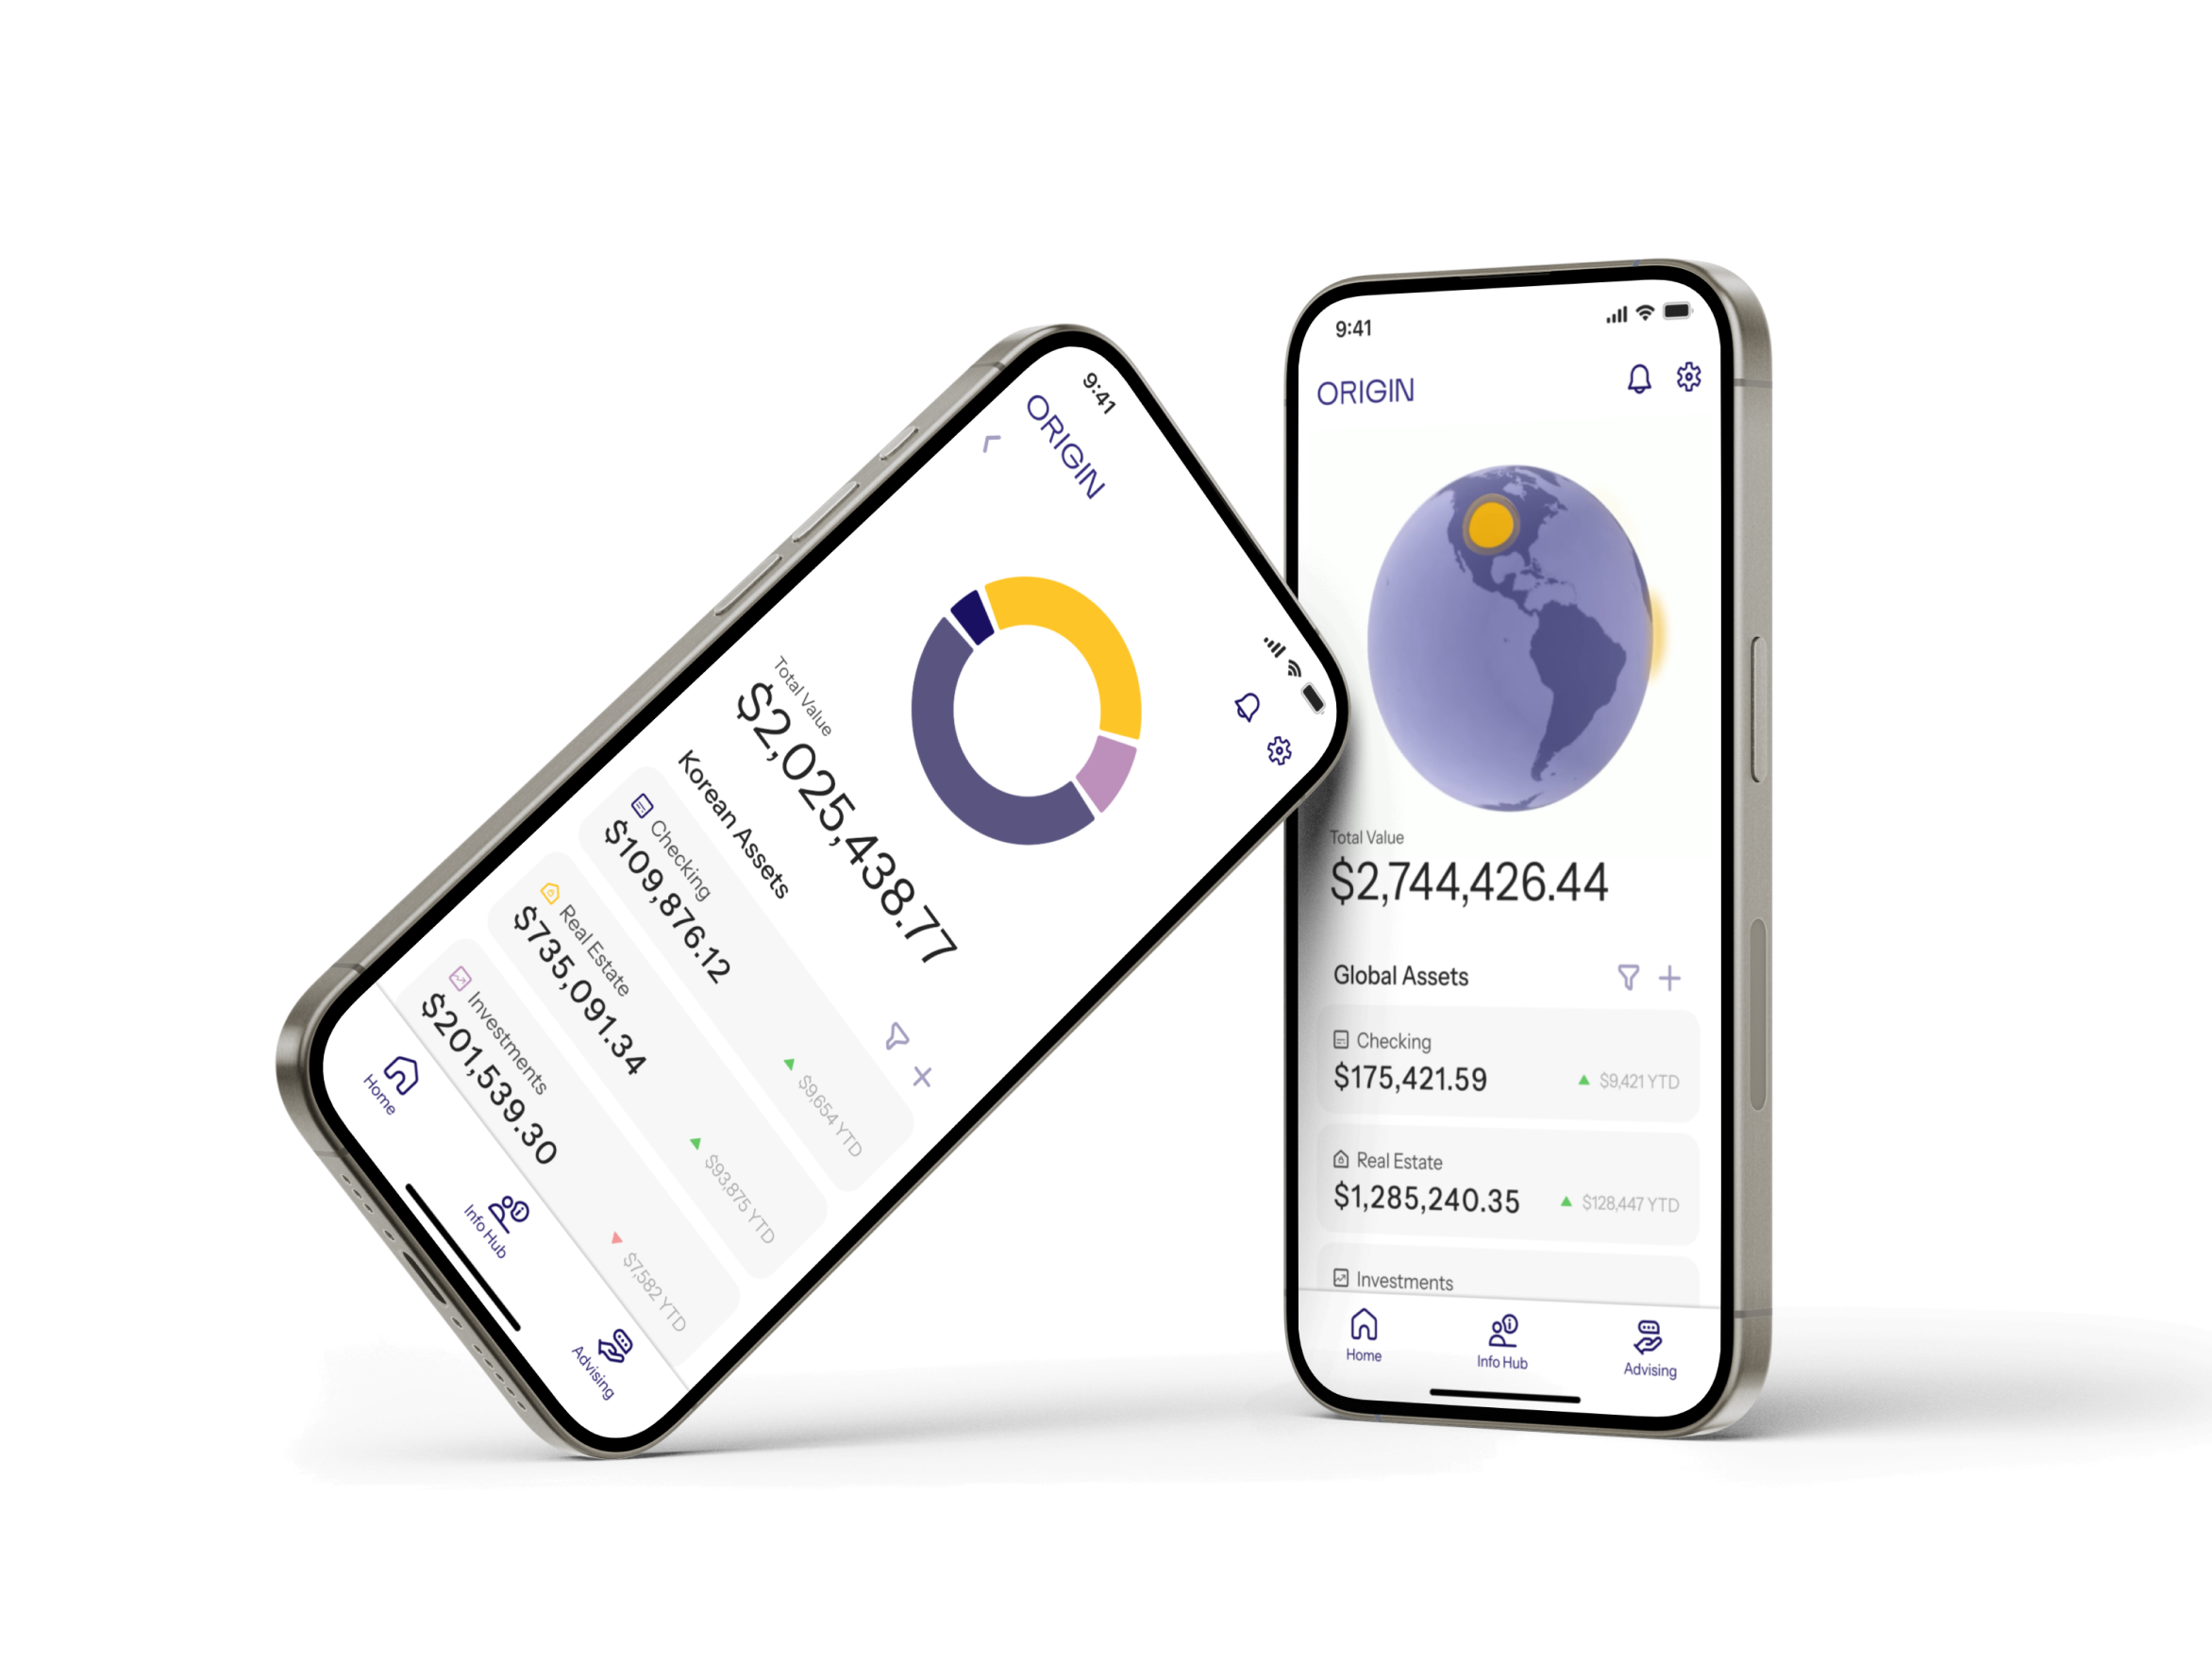 9:41
ORIGIN
Total Value
$2,025,438.77
Korean Assets
Checking
$109,876.12
$9,654 YTD
Real Estate
$735,091.34
$93,875 YTD
Investments
$201,539.30
$7,582 YTD
Home
Info Hub
Advising
9:41
ORIGIN
Total Value
$2,744,426.44
Global Assets
Checking
$175,421.59
$9,421 YTD
Real Estate
$1,285,240.35
$128,447 YTD
Investments
Home
Info Hub
Advising